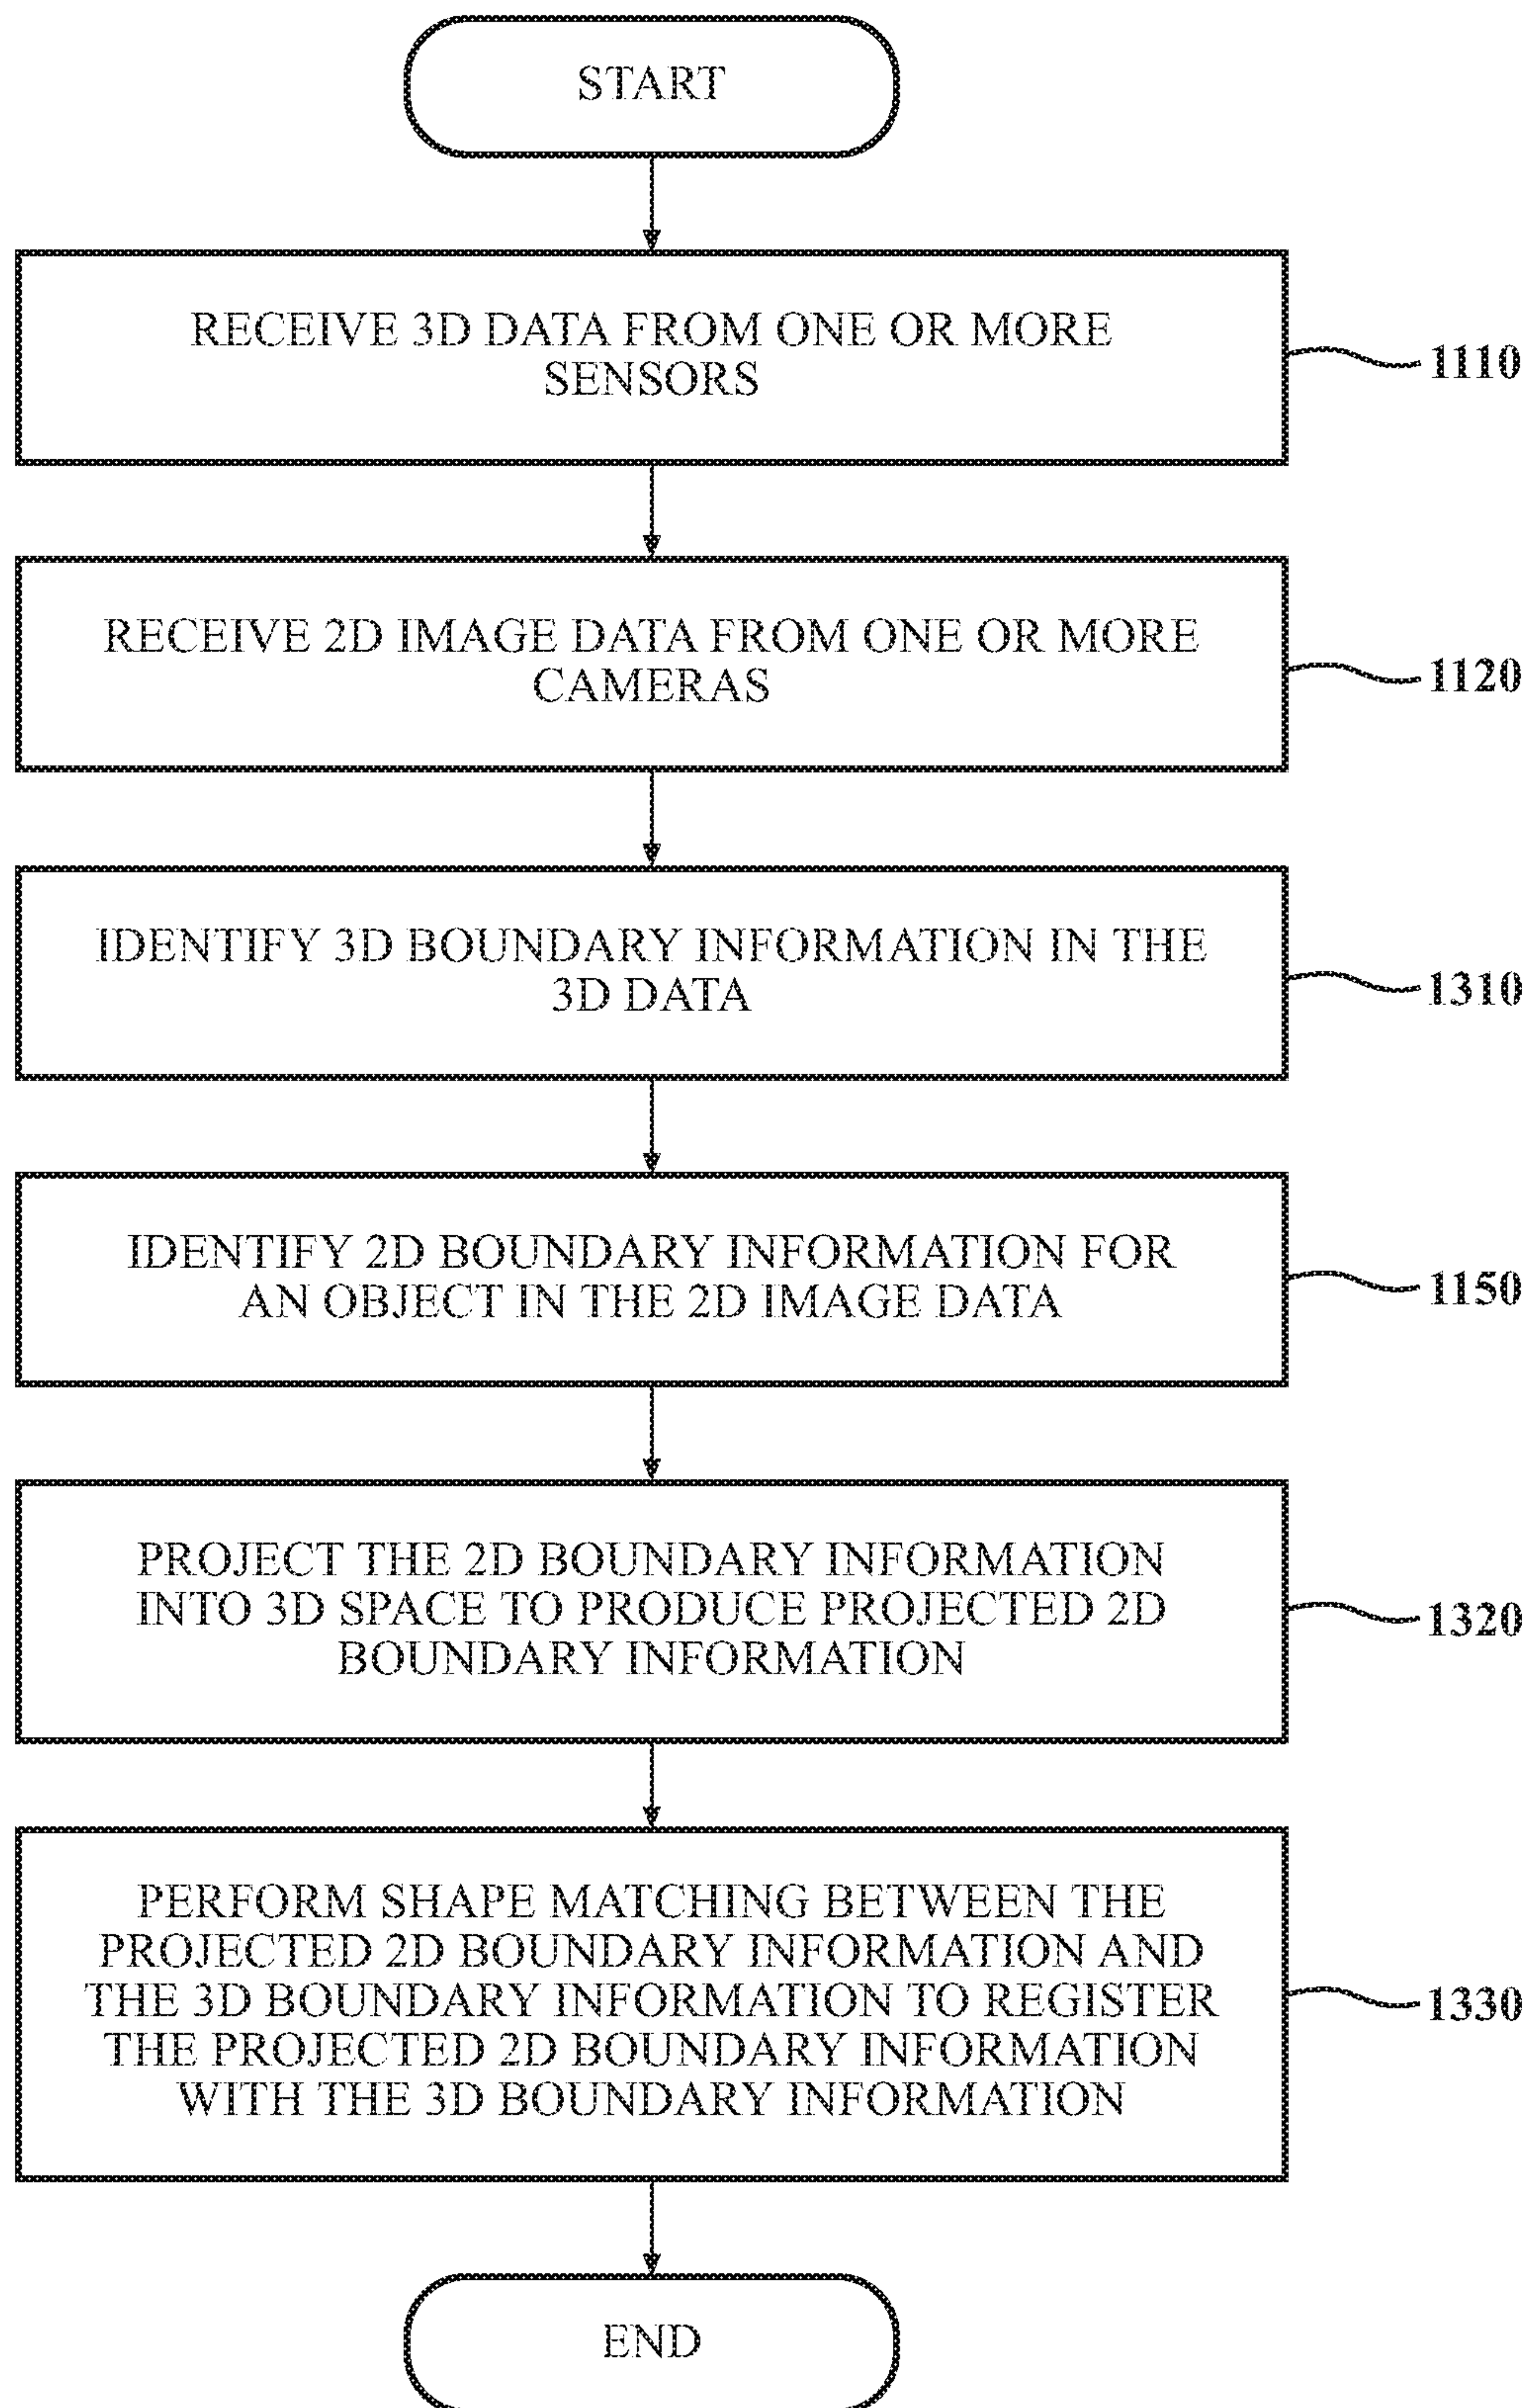 START
RECEIVE 3D DATA FROM ONE OR MORE
SENSORS
1110
RECEIVE 2D IMAGE DATA FROM ONE OR MORE
CAMERAS
1120
IDENTIFY 3D BOUNDARY INFORMATION IN THE
3D DATA
1310
IDENTIFY 2D BOUNDARY INFORMATION FOR
AN OBJECT IN THE 2D IMAGE DATA
1150
PROJECT THE 2D BOUNDARY INFORMATION
INTO 3D SPACE TO PRODUCE PROJECTED 2D
BOUNDARY INFORMATION
1320
PERFORM SHAPE MATCHING BETWEEN THE
PROJECTED 2D BOUNDARY INFORMATION AND
THE 3D BOUNDARY INFORMATION TO REGISTER
THE PROJECTED 2D BOUNDARY INFORMATION
WITH THE 3D BOUNDARY INFORMATION
1330
END